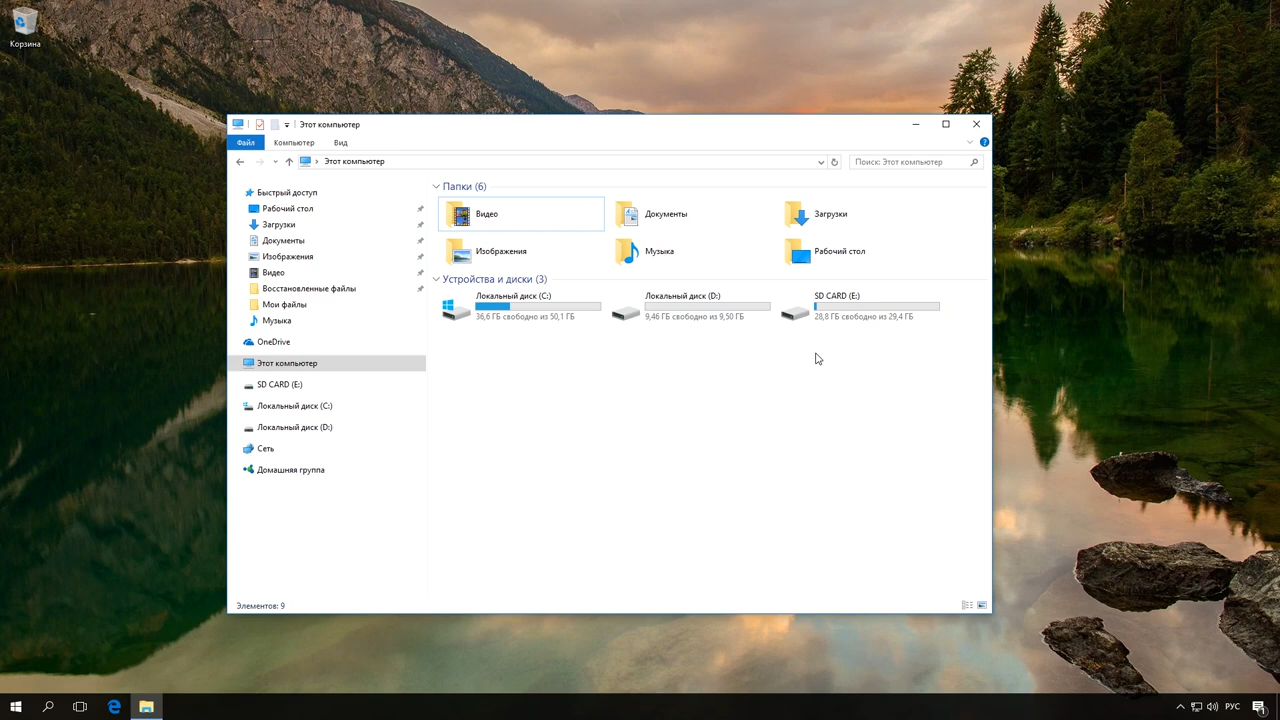 Корзина
Этот компьютер
Файл
Компьютер
Вид
Этот компьютер
Поиск: Этот компьютер
Быстрый доступ
Рабочий стол
Загрузки
Документы
Изображения
Видео
Восстановленные файлы
Мои файлы
Музыка
OneDrive
Этот компьютер
SD CARD (E:)
Локальный диск (C:)
Локальный диск (D:)
Сеть
Домашняя группа
Папки (6)
Видео
Документы
Загрузки
Изображения
Музыка
Рабочий стол
Устройства и диски (3)
Локальный диск (C:)
36,6 ГБ свободно из 50,1 ГБ
Локальный диск (D:)
9,46 ГБ свободно из 9,50 ГБ
SD CARD (E:)
28,8 ГБ свободно из 29,4 ГБ
Элементов: 9
РУС